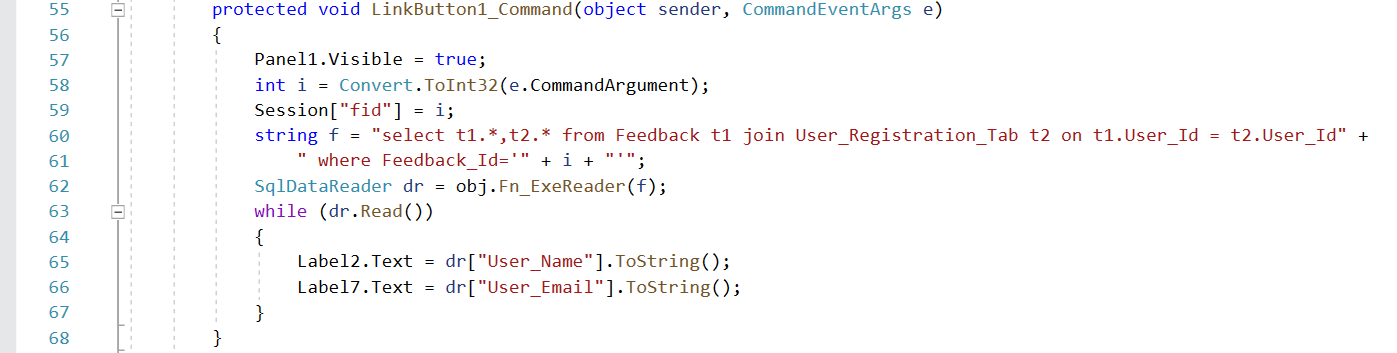 55 protected void LinkButton1_Command(object sender, CommandEventArgs e)
56 {
57 Panel1.Visible = true;
58 int i = Convert.ToInt32(e.CommandArgument);
59 Session["fid"] = i;
60 string f = "select t1.*,t2.* from Feedback t1 join User_Registration_Tab t2 on t1.User_Id = t2.User_Id" +
61 " where Feedback_Id='" + i + "'";
62 SqlDataReader dr = obj.Fn_ExeReader(f);
63 while (dr.Read())
64 {
65 Label2.Text = dr["User_Name"].ToString();
66 Label7.Text = dr["User_Email"].ToString();
67 }
68 }